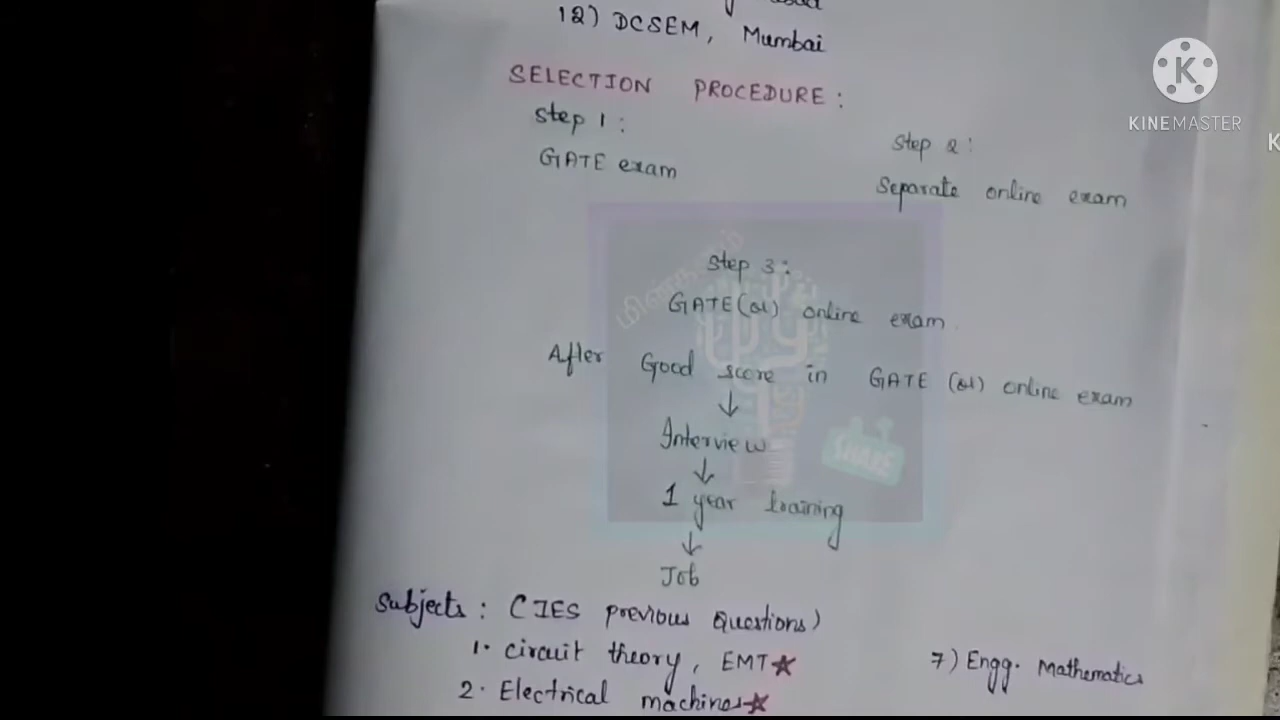 12) DCSEM, Mumbai
SELECTION PROCEDURE:
Step 1:
GATE exam
Step 2:
Separate online exam
Step 3:
GATE (or) online exam
After Good score in GATE (or) online exam
↓
Interview
↓
1 year training
↓
Job
Subjects: (IES previous Questions)
1. circuit theory, EMT☆
2. Electrical machines☆
7) Engg. Mathematics
KINEMASTER
SHARE